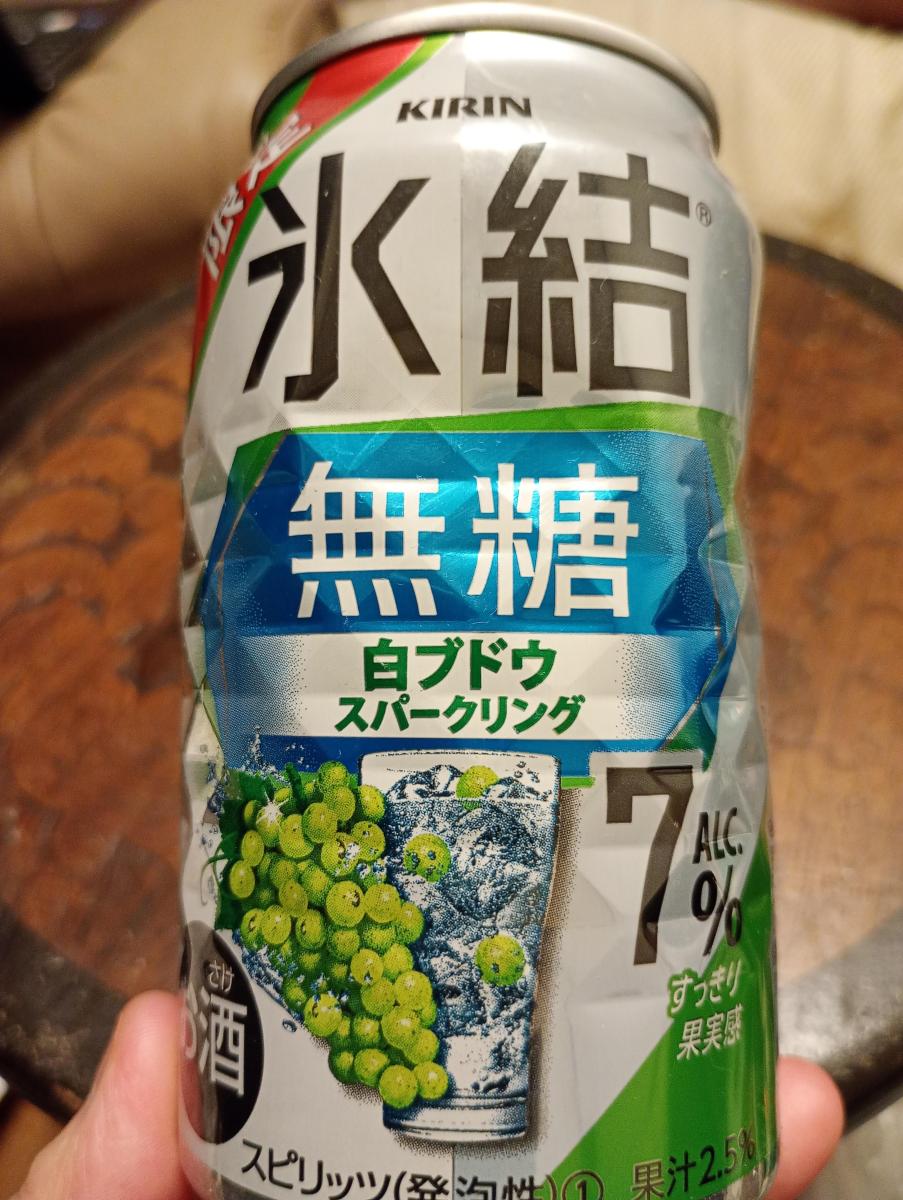 限定
KIRIN
氷結®
無糖
白ブドウ
スパークリング
7
ALC.
%
すっきり
果実感
さけ
お酒
スピリッツ(発泡性)①
果汁2.5%